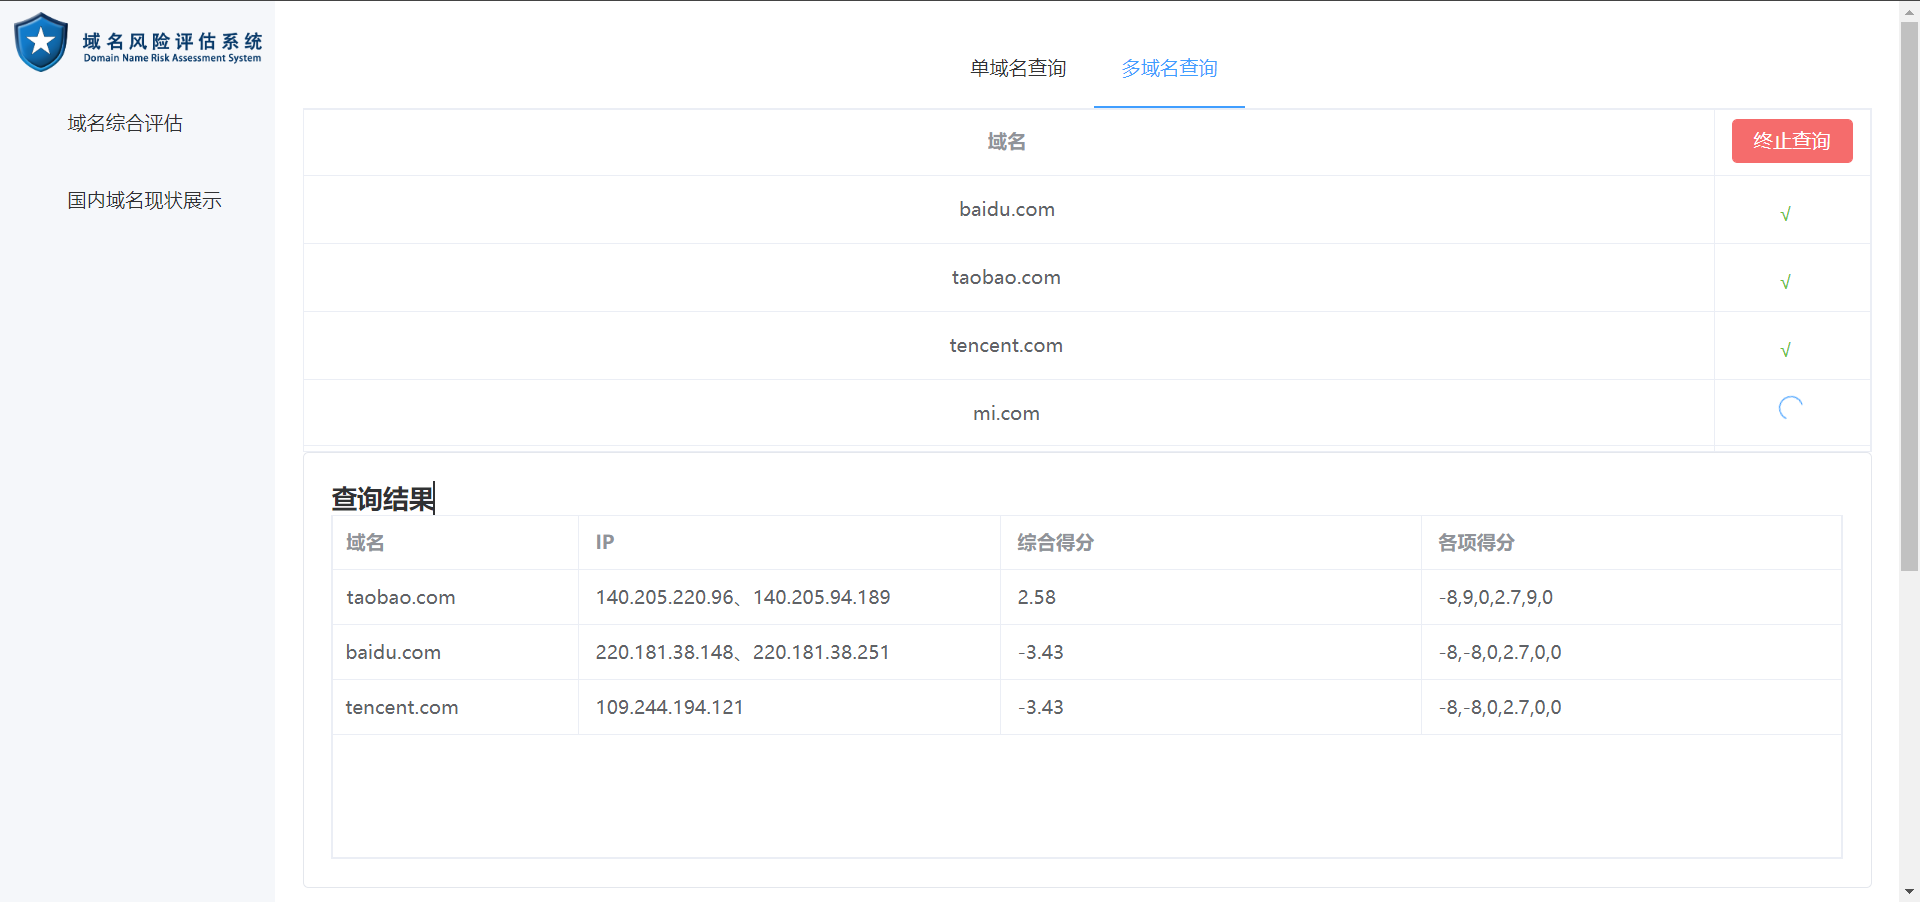 域名风险评估系统
Domain Name Risk Assessment System
域名综合评估
国内域名现状展示
单域名查询 多域名查询
域名 终止查询
baidu.com √
taobao.com √
tencent.com √
mi.com
查询结果
域名 IP 综合得分 各项得分
taobao.com 140.205.220.96、140.205.94.189 2.58 -8,9,0,2.7,9,0
baidu.com 220.181.38.148、220.181.38.251 -3.43 -8,-8,0,2.7,0,0
tencent.com 109.244.194.121 -3.43 -8,-8,0,2.7,0,0